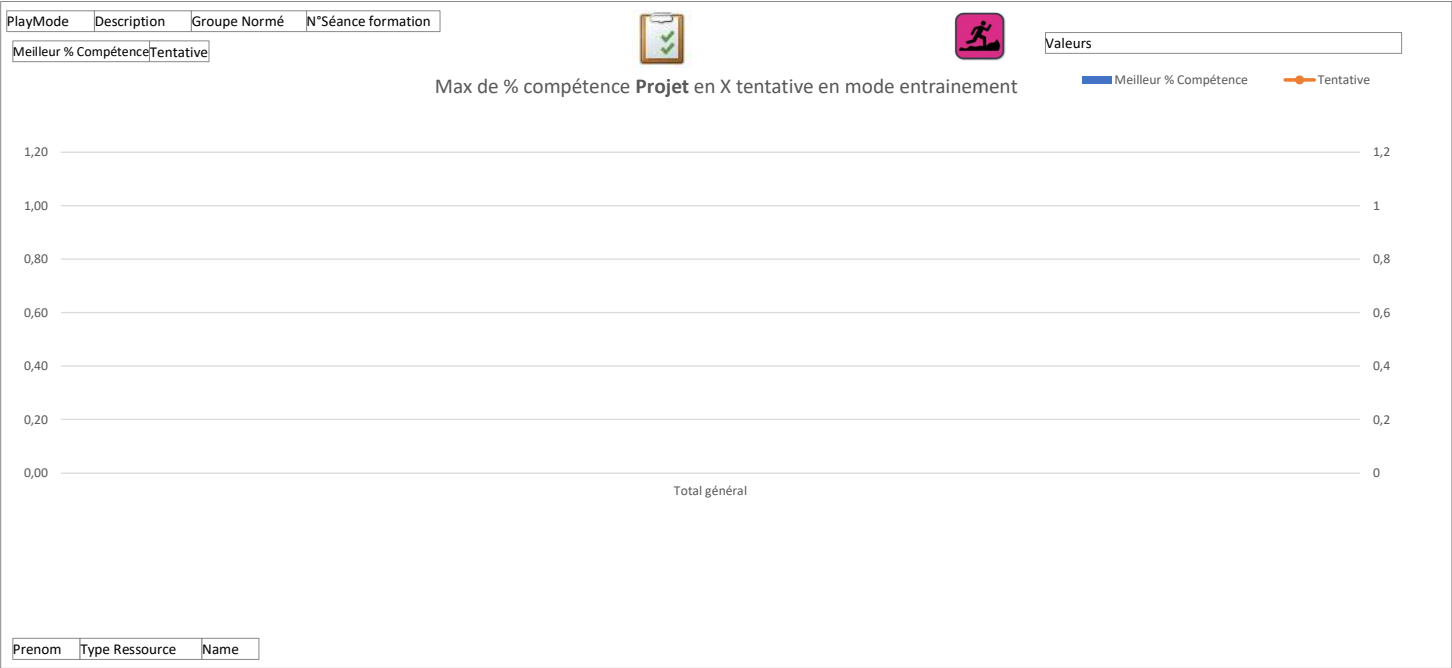 PlayMode Description Groupe Normé N°Séance formation
Meilleur % Compétence Tentative
Valeurs
Max de % compétence Projet en X tentative en mode entrainement
Meilleur % Compétence Tentative
1,20 1,2
1,00 1
0,80 0,8
0,60 0,6
0,40 0,4
0,20 0,2
0,00 0
Total général
Prenom Type Ressource Name